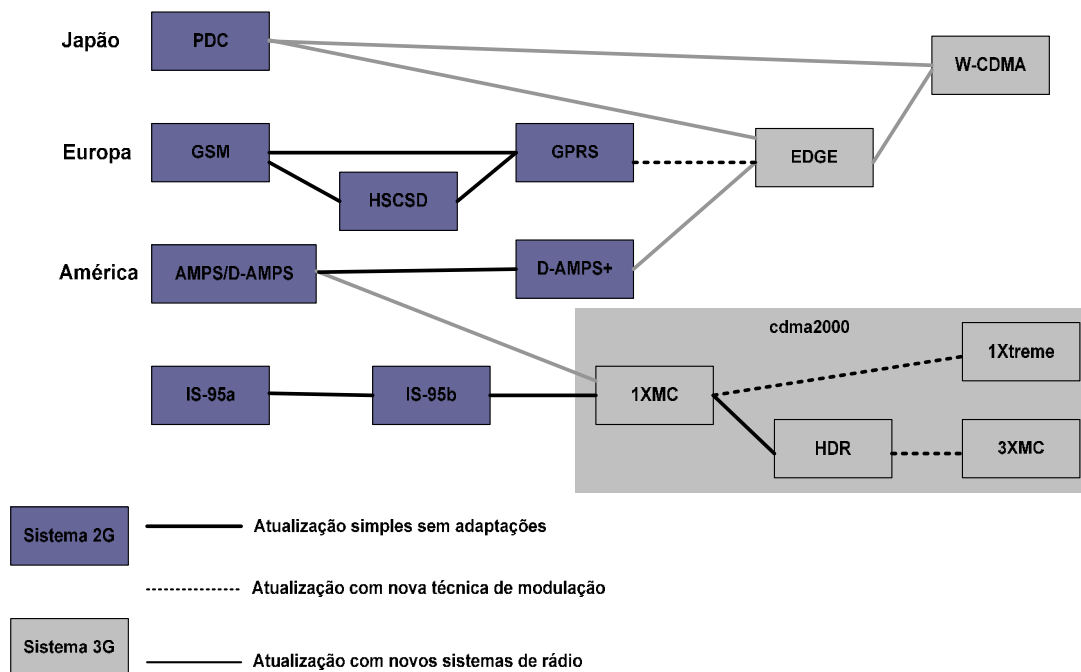 Japão
PDC
W-CDMA
Europa
GSM
GPRS
EDGE
HSCSD
América
AMPS/D-AMPS
D-AMPS+
cdma2000
1Xtreme
IS-95a
IS-95b
1XMC
HDR
3XMC
Sistema 2G
Atualização simples sem adaptações
Atualização com nova técnica de modulação
Sistema 3G
Atualização com novos sistemas de rádio